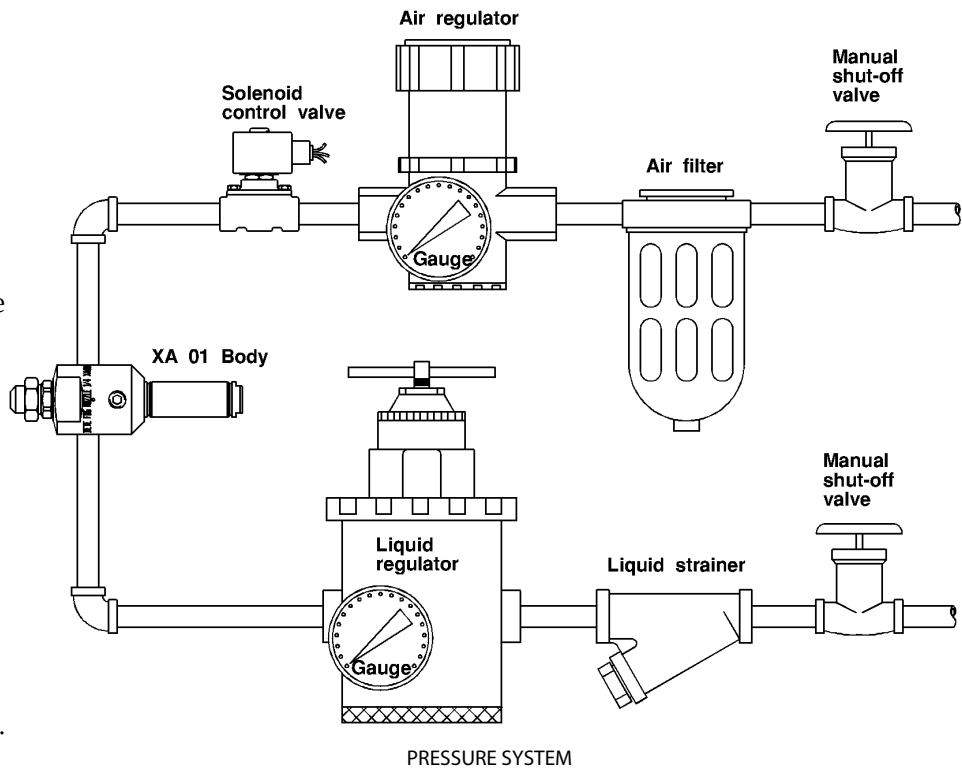 Air regulator
Manual
shut-off
valve
Solenoid
control valve
Air filter
Gauge
e
XA 01 Body
Manual
shut-off
valve
Liquid
regulator
Liquid strainer
Gauge
.
PRESSURE SYSTEM